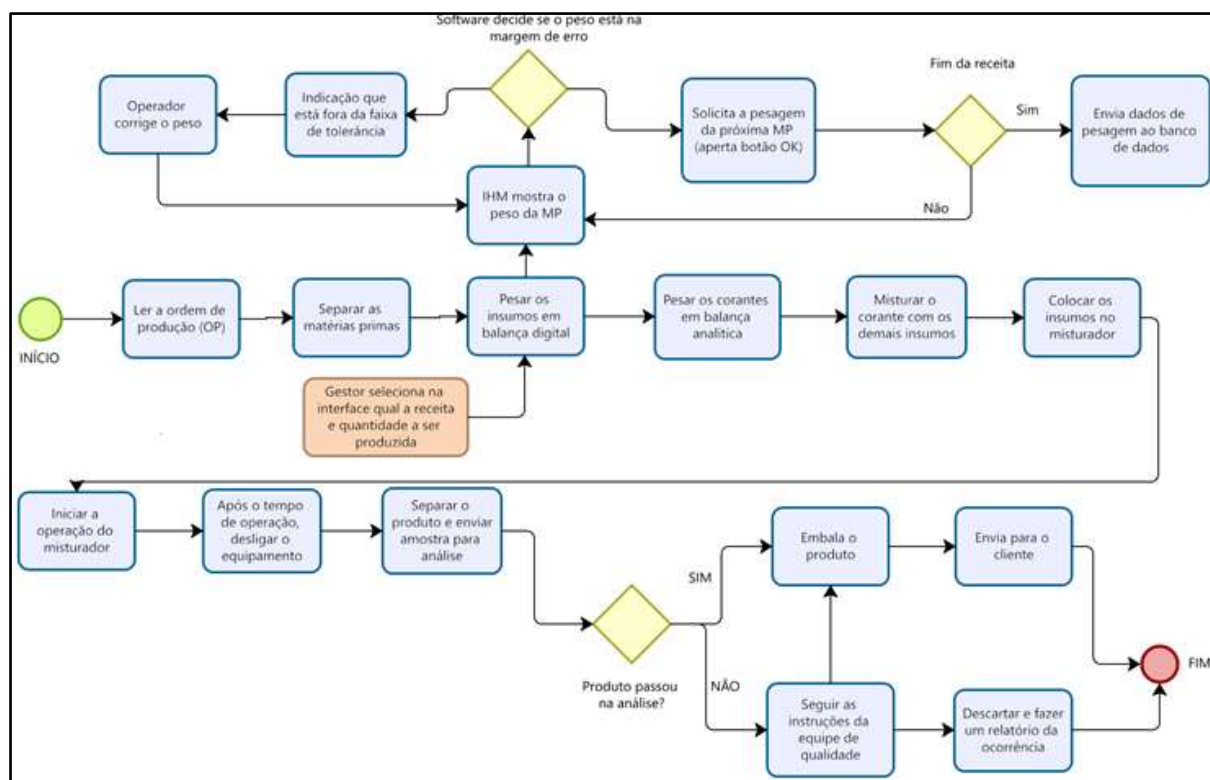 Software decide se o peso está na
margem de erro
Fim da receita
Operador
corrige o peso
Indicação que
está fora da faixa
de tolerância
Solicita a pesagem
da próxima MP
(aperta botão OK)
Sim
Envia dados de
pesagem ao banco
de dados
IHM mostra o
peso da MP
Não
INÍCIO
Ler a ordem de
produção (OP)
Separar as
matérias primas
Pesar os
insumos em
balança digital
Pesar os corantes
em balança
analítica
Misturar o
corante com os
demais insumos
Colocar os
insumos no
misturador
Gestor seleciona na
interface qual a receita
e quantidade a ser
produzida
Iniciar a
operação do
misturador
Após o tempo
de operação,
desligar o
equipamento
Separar o
produto e enviar
amostra para
análise
SIM
Embala o
produto
Envia para o
cliente
Produto passou
na análise?
NÃO
Seguir as
instruções da
equipe de
qualidade
Descartar e fazer
um relatório da
ocorrência
FIM